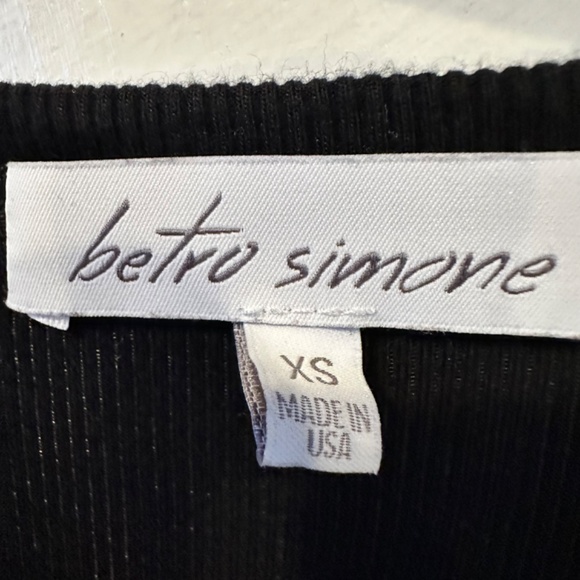 betro simone
XS
MADE IN
USA